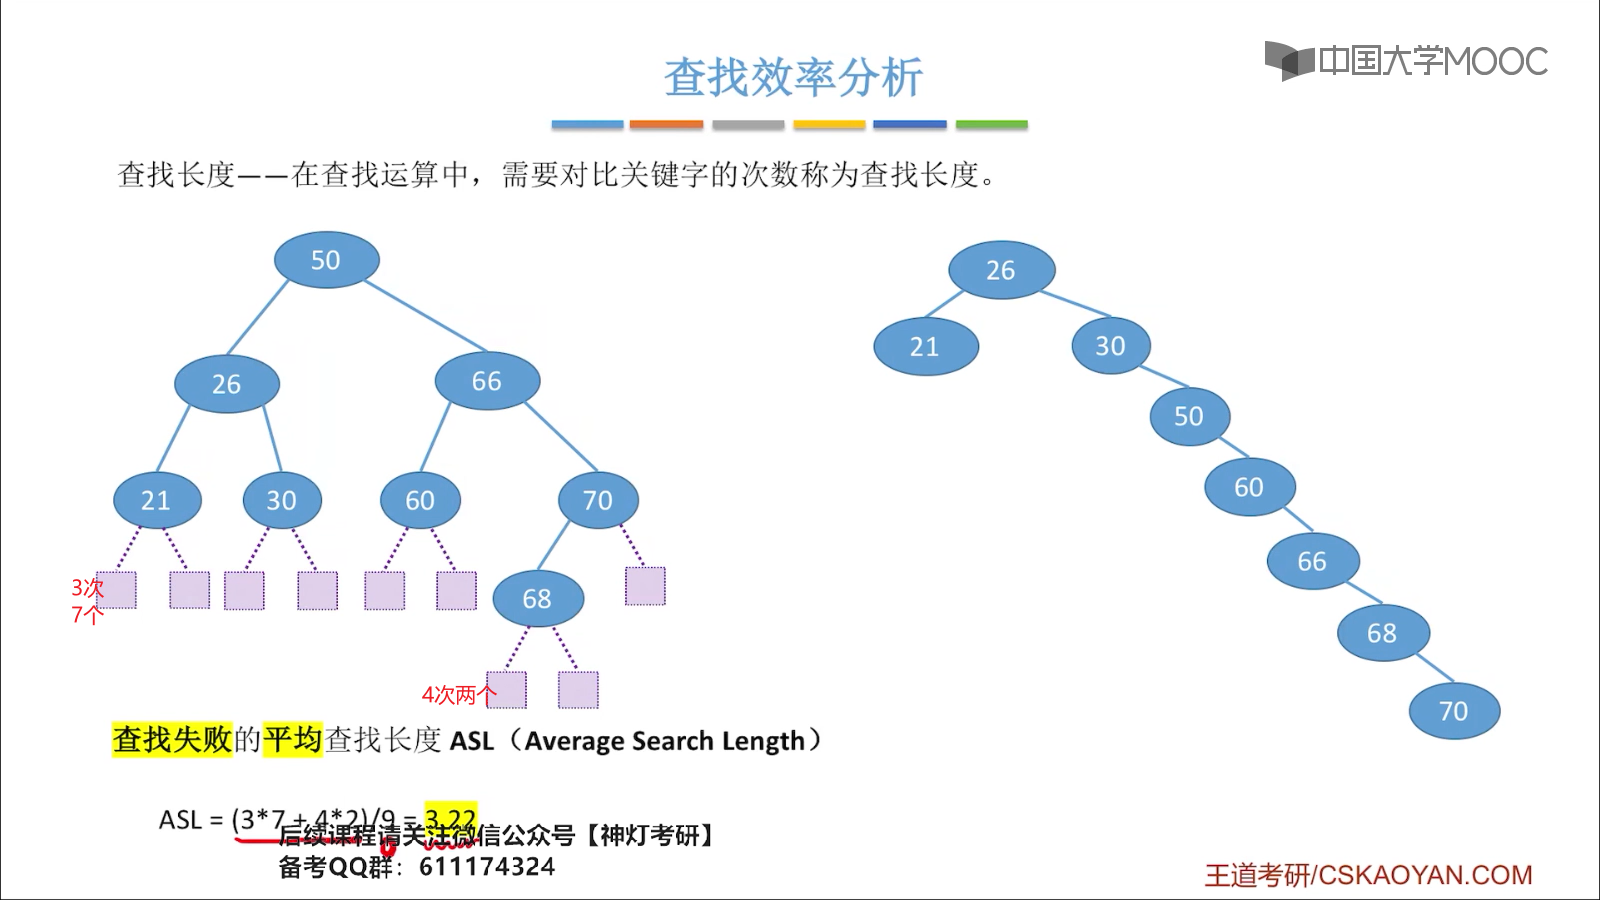 查找效率分析
中国大学MOOC
查找长度——在查找运算中，需要对比关键字的次数称为查找长度。
50
26
66
21
30
60
70
68
3次
7个
4次两个
26
21
30
50
60
66
68
70
查找失败的平均查找长度 ASL（Average Search Length）
ASL = (3*7 + 4*2)/9 = 3.22
后续课程请关注微信公众号【神灯考研】
备考QQ群：611174324
王道考研/CSKAOYAN.COM